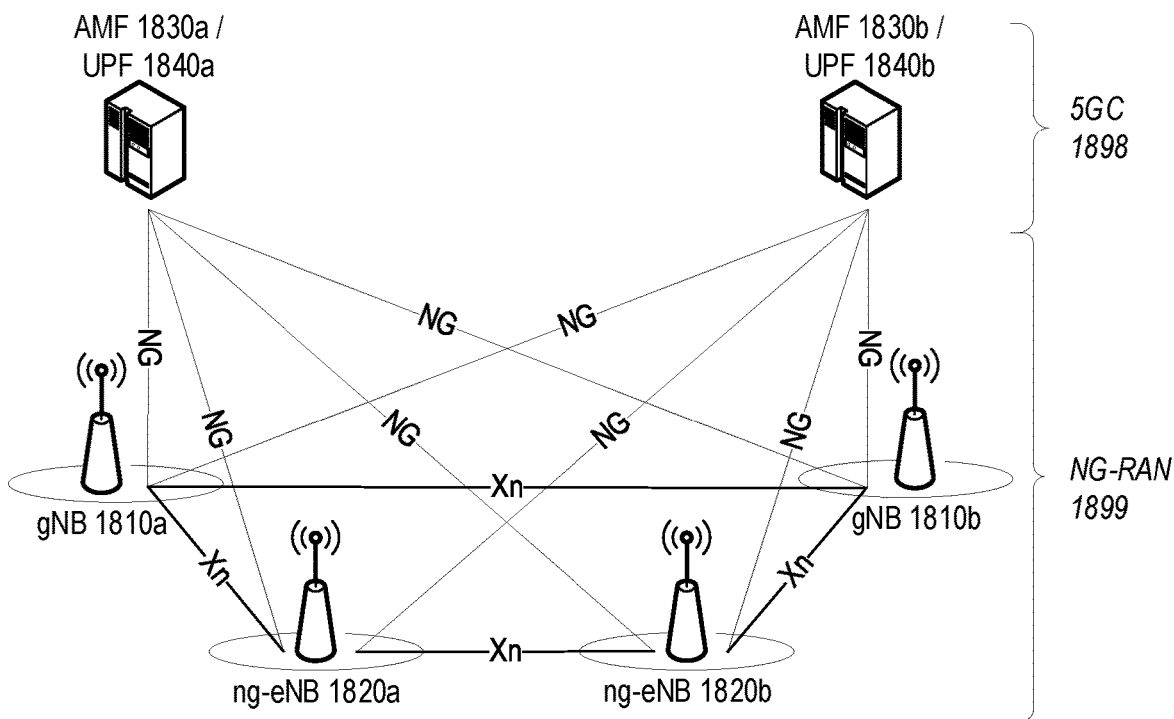 AMF 1830a /
UPF 1840a
AMF 1830b /
UPF 1840b
5GC
1898
NG
NG
NG
NG
NG
NG
NG
NG
Xn
gNB 1810a
gNB 1810b
NG-RAN
1899
Xn
Xn
Xn
ng-eNB 1820a
ng-eNB 1820b